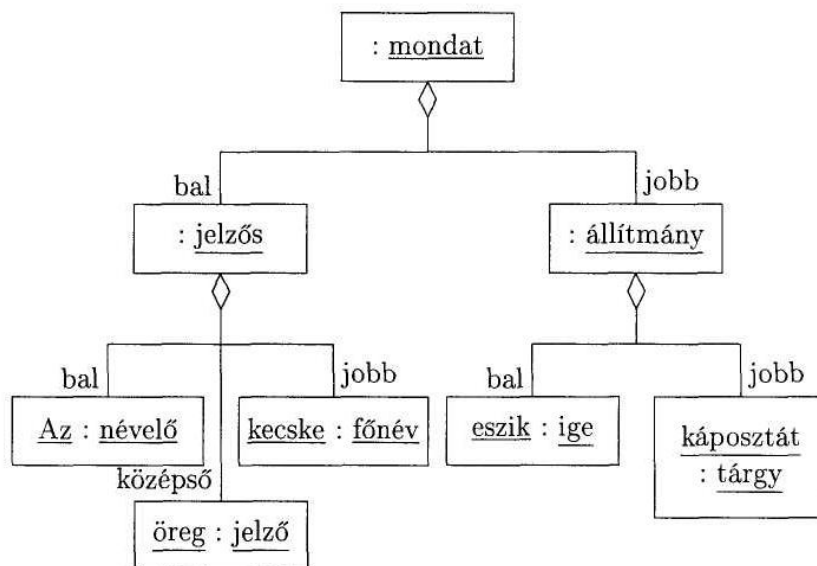 : mondat
bal
jobb
: jelzős
: állítmány
bal
jobb
bal
jobb
Az : névelő
kecske : főnév
eszik : ige
káposztát
: tárgy
középső
öreg : jelző